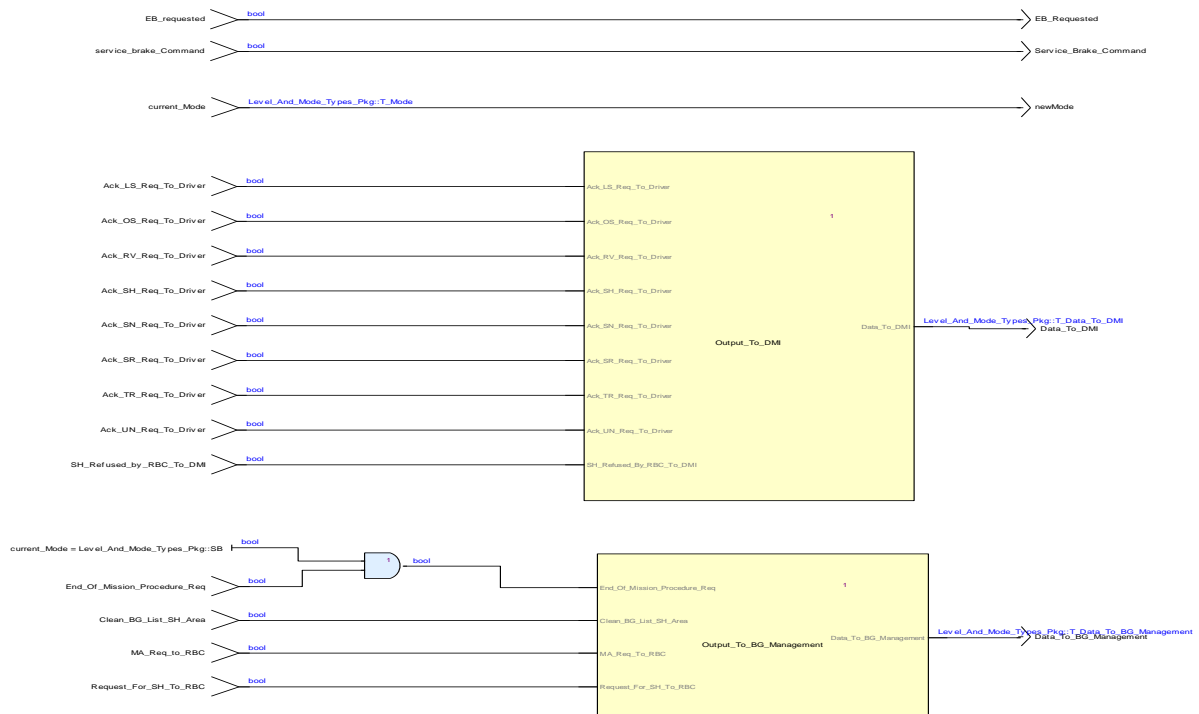 EB_requested bool EB_Requested
service_brake_Command bool Service_Brake_Command
current_Mode Level_And_Mode_Types_Pkg::T_Mode newMode
Ack_LS_Req_To_Driver bool Ack_LS_Req_To_Driver
1
Ack_OS_Req_To_Driver bool Ack_OS_Req_To_Driver
Ack_RV_Req_To_Driver bool Ack_RV_Req_To_Driver
Ack_SH_Req_To_Driver bool Ack_SH_Req_To_Driver
Ack_SN_Req_To_Driver bool Ack_SN_Req_To_Driver Data_To_DMI Level_And_Mode_Types_Pkg::T_Data_To_DMI
Data_To_DMI
Output_To_DMI
Ack_SR_Req_To_Driver bool Ack_SR_Req_To_Driver
Ack_TR_Req_To_Driver bool Ack_TR_Req_To_Driver
Ack_UN_Req_To_Driver bool Ack_UN_Req_To_Driver
SH_Refused_by_RBC_To_DMI bool SH_Refused_By_RBC_To_DMI
current_Mode = Level_And_Mode_Types_Pkg::SB bool
1 bool
End_Of_Mission_Procedure_Req bool End_Of_Mission_Procedure_Req 1
Clean_BG_List_SH_Area bool Clean_BG_List_SH_Area
Data_To_BG_Management Level_And_Mode_Types_Pkg::T_Data_To_BG_Management
Data_To_BG_Management
Output_To_BG_Management
MA_Req_to_RBC bool MA_Req_To_RBC
Request_For_SH_To_RBC bool Request_For_SH_To_RBC